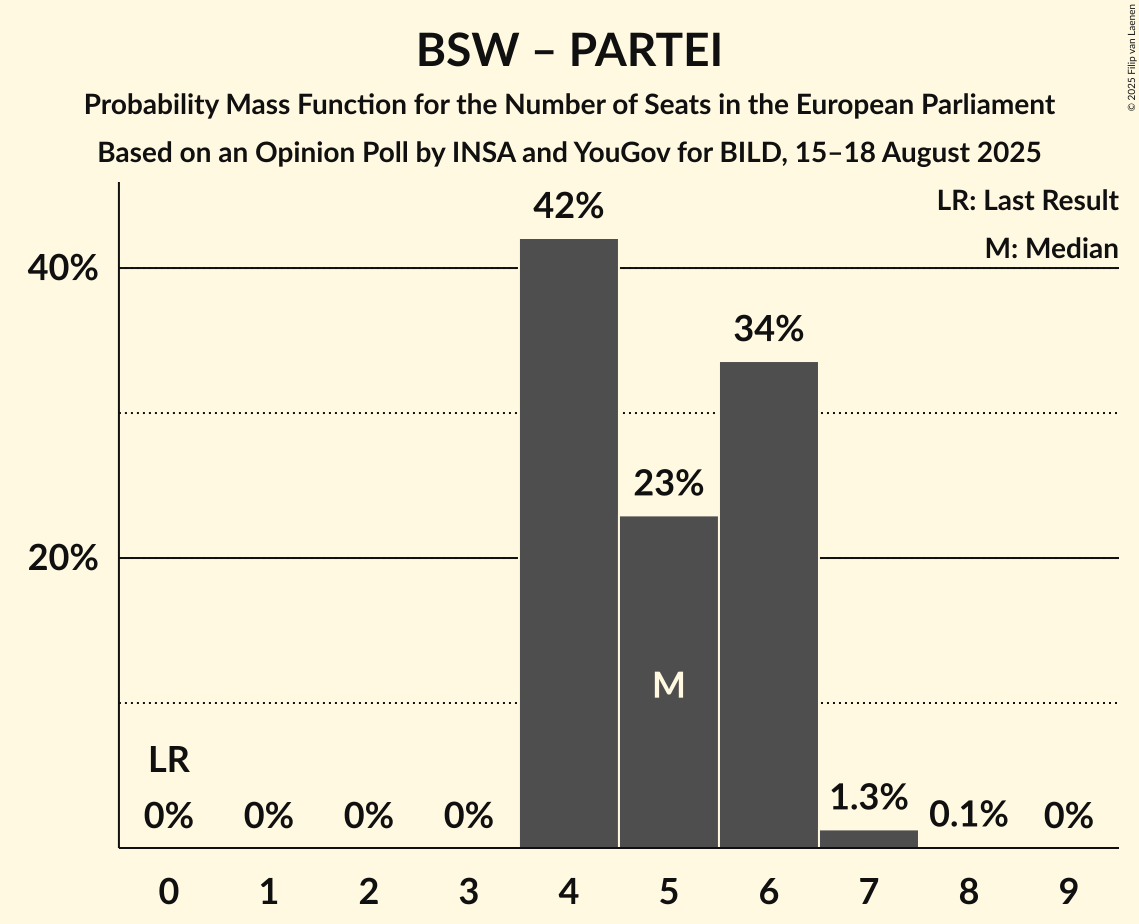 BSW – PARTEI
Probability Mass Function for the Number of Seats in the European Parliament
Based on an Opinion Poll by INSA and YouGov for BILD, 15–18 August 2025
© 2025 Filip van Laenen
LR: Last Result
M: Median
42%
40%
34%
23%
20%
M
LR
0% 0% 0% 0% 1.3% 0.1% 0%
0 1 2 3 4 5 6 7 8 9